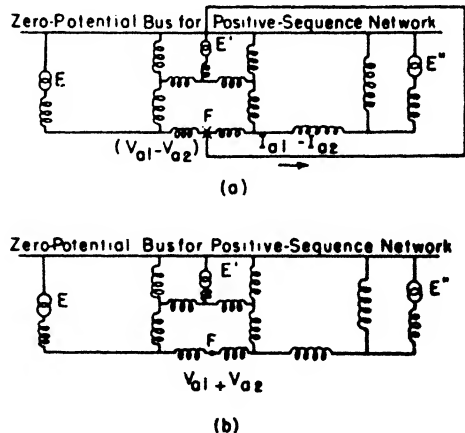 Zero-Potential Bus for Positive-Sequence Network
E E' E"
F
(Va1-Va2) Ia1 - Ia2
(a)
Zero-Potential Bus for Positive-Sequence Network
E E' E"
F
Va1 + Va2
(b)